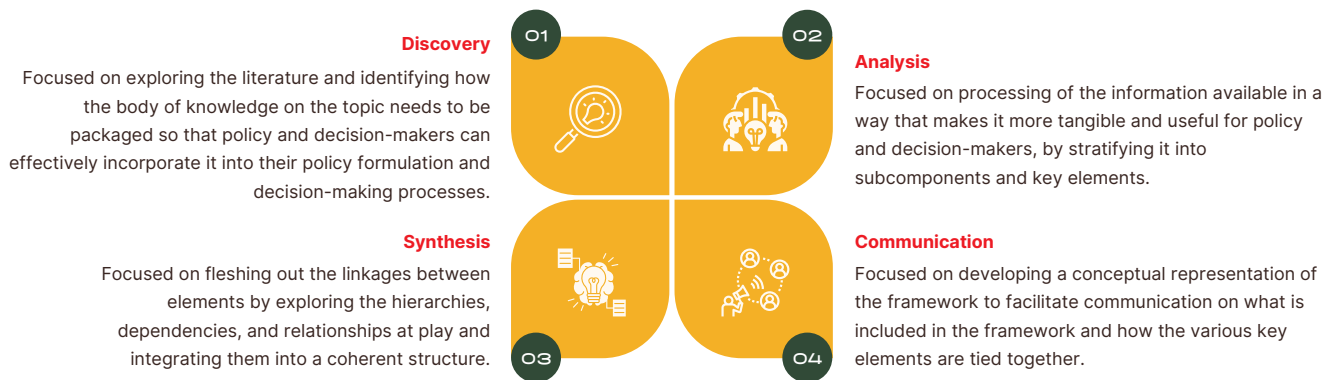 01
Discovery
Focused on exploring the literature and identifying how
the body of knowledge on the topic needs to be
packaged so that policy and decision-makers can
effectively incorporate it into their policy formulation and
decision-making processes.
02
Analysis
Focused on processing of the information available in a
way that makes it more tangible and useful for policy
and decision-makers, by stratifying it into
subcomponents and key elements.
03
Synthesis
Focused on fleshing out the linkages between
elements by exploring the hierarchies,
dependencies, and relationships at play and
integrating them into a coherent structure.
04
Communication
Focused on developing a conceptual representation of
the framework to facilitate communication on what is
included in the framework and how the various key
elements are tied together.